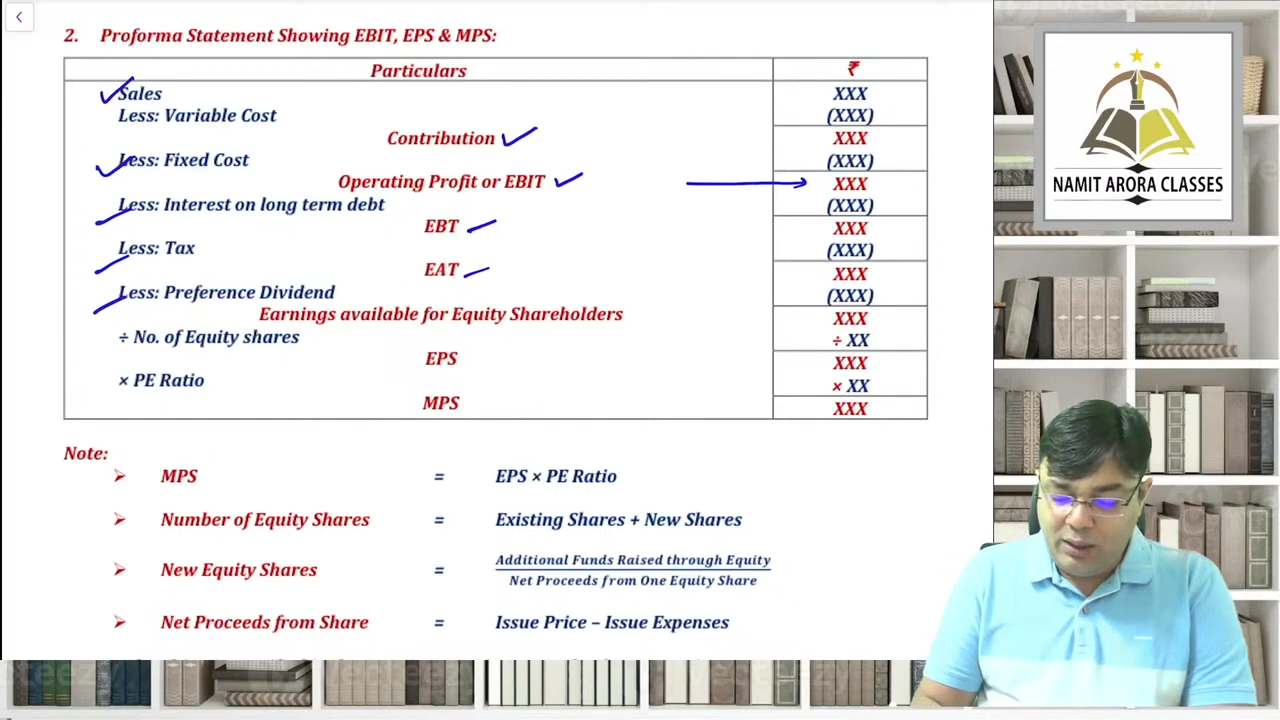 2. Proforma Statement Showing EBIT, EPS & MPS:
Particulars ₹
Sales XXX
Less: Variable Cost (XXX)
Contribution XXX
Less: Fixed Cost (XXX)
Operating Profit or EBIT XXX
Less: Interest on long term debt (XXX)
EBT XXX
Less: Tax (XXX)
EAT XXX
Less: Preference Dividend (XXX)
Earnings available for Equity Shareholders XXX
÷ No. of Equity shares ÷ XX
EPS XXX
× PE Ratio × XX
MPS XXX
Note:
MPS = EPS × PE Ratio
Number of Equity Shares = Existing Shares + New Shares
New Equity Shares = Additional Funds Raised through Equity
Net Proceeds from One Equity Share
Net Proceeds from Share = Issue Price – Issue Expenses
NAMIT ARORA CLASSES